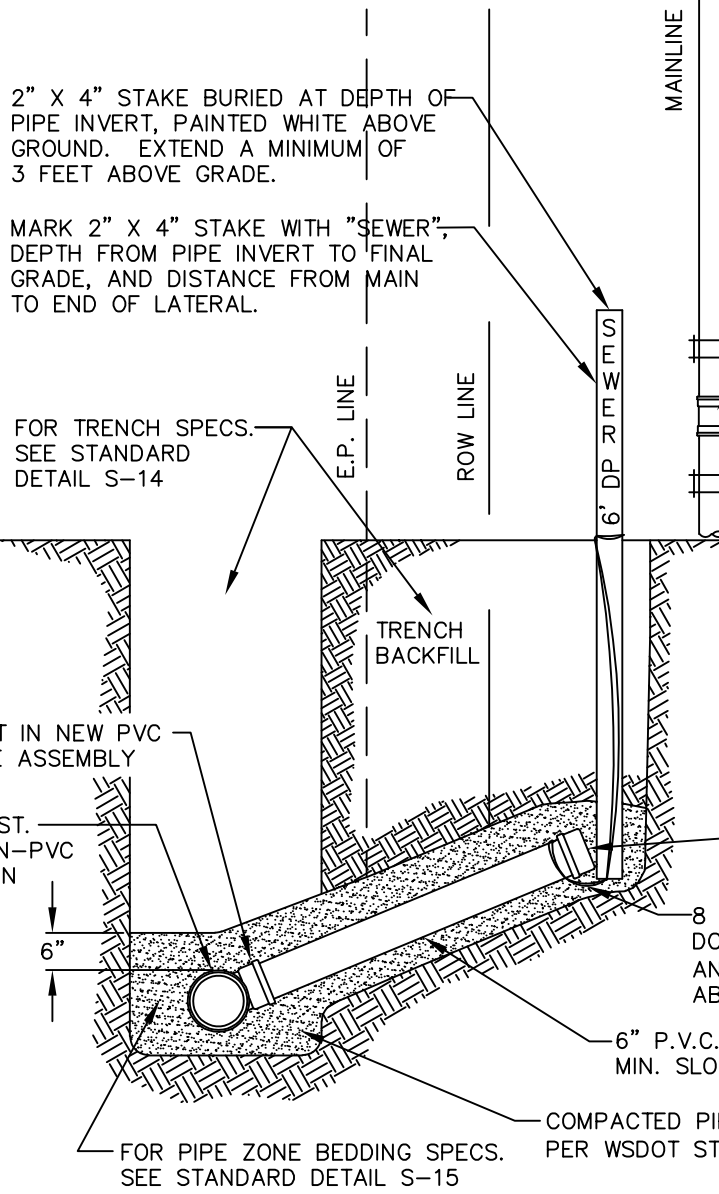 MAINLINE
2" X 4" STAKE BURIED AT DEPTH OF
PIPE INVERT, PAINTED WHITE ABOVE
GROUND. EXTEND A MINIMUM OF
3 FEET ABOVE GRADE.
MARK 2" X 4" STAKE WITH "SEWER",
DEPTH FROM PIPE INVERT TO FINAL
GRADE, AND DISTANCE FROM MAIN
TO END OF LATERAL.
SEWER DP 6'
E.P. LINE
ROW LINE
FOR TRENCH SPECS.
SEE STANDARD
DETAIL S-14
TRENCH
BACKFILL
T IN NEW PVC
E ASSEMBLY
ST.
N-PVC
N
6"
8
DO
AN
AB
6" P.V.C.
MIN. SLO
COMPACTED PI
PER WSDOT ST
FOR PIPE ZONE BEDDING SPECS.
SEE STANDARD DETAIL S-15